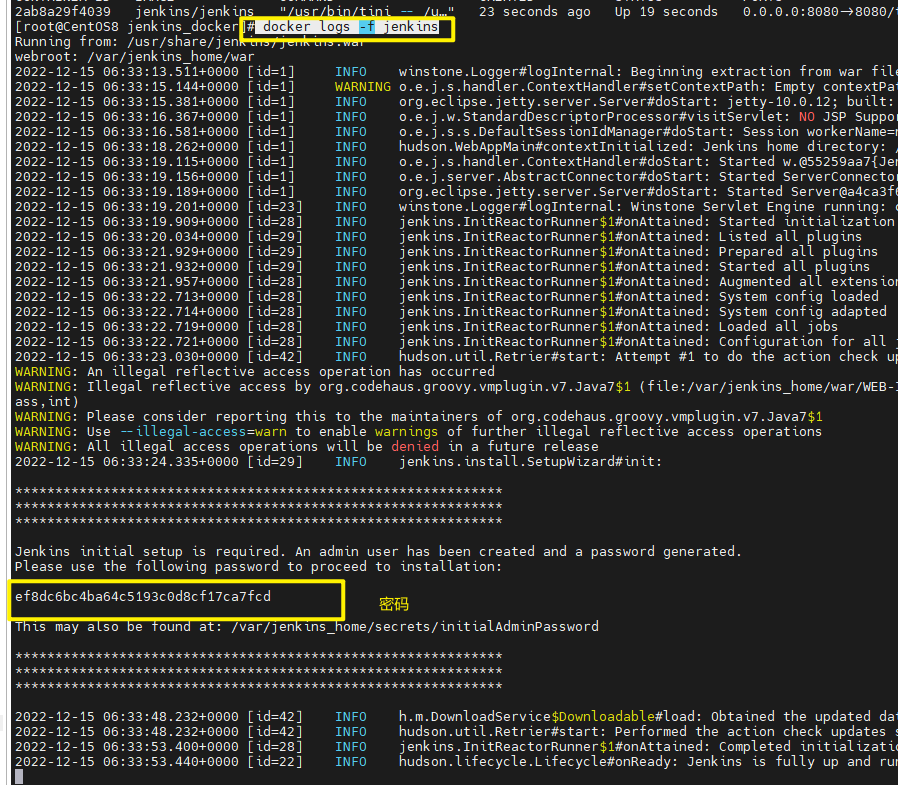 2ab8a29f4039   jenkins/jenkins   "/usr/bin/tini -- /u…"   23 seconds ago   Up 19 seconds   0.0.0.0:8080->8080/t
[root@CentOS8 jenkins_docker]# docker logs -f jenkins
Running from: /usr/share/jenkins/jenkins.war
webroot: /var/jenkins_home/war
2022-12-15 06:33:13.511+0000 [id=1]    INFO    winstone.Logger#logInternal: Beginning extraction from war file
2022-12-15 06:33:15.144+0000 [id=1]    WARNING o.e.j.s.handler.ContextHandler#setContextPath: Empty contextPat
2022-12-15 06:33:15.381+0000 [id=1]    INFO    org.eclipse.jetty.server.Server#doStart: jetty-10.0.12; built:
2022-12-15 06:33:16.367+0000 [id=1]    INFO    o.e.j.w.StandardDescriptorProcessor#visitServlet: NO JSP Suppor
2022-12-15 06:33:16.581+0000 [id=1]    INFO    o.e.j.s.s.DefaultSessionIdManager#doStart: Session workerName=n
2022-12-15 06:33:18.262+0000 [id=1]    INFO    hudson.WebAppMain#contextInitialized: Jenkins home directory: /
2022-12-15 06:33:19.115+0000 [id=1]    INFO    o.e.j.s.handler.ContextHandler#doStart: Started w.@55259aa7{Jen
2022-12-15 06:33:19.156+0000 [id=1]    INFO    o.e.j.server.AbstractConnector#doStart: Started ServerConnector
2022-12-15 06:33:19.189+0000 [id=1]    INFO    org.eclipse.jetty.server.Server#doStart: Started Server@a4ca3f6
2022-12-15 06:33:19.201+0000 [id=23]   INFO    winstone.Logger#logInternal: Winstone Servlet Engine running: c
2022-12-15 06:33:19.909+0000 [id=28]   INFO    jenkins.InitReactorRunner$1#onAttained: Started initialization
2022-12-15 06:33:20.034+0000 [id=29]   INFO    jenkins.InitReactorRunner$1#onAttained: Listed all plugins
2022-12-15 06:33:21.929+0000 [id=29]   INFO    jenkins.InitReactorRunner$1#onAttained: Prepared all plugins
2022-12-15 06:33:21.932+0000 [id=29]   INFO    jenkins.InitReactorRunner$1#onAttained: Started all plugins
2022-12-15 06:33:21.957+0000 [id=28]   INFO    jenkins.InitReactorRunner$1#onAttained: Augmented all extension
2022-12-15 06:33:22.713+0000 [id=28]   INFO    jenkins.InitReactorRunner$1#onAttained: System config loaded
2022-12-15 06:33:22.714+0000 [id=28]   INFO    jenkins.InitReactorRunner$1#onAttained: System config adapted
2022-12-15 06:33:22.719+0000 [id=28]   INFO    jenkins.InitReactorRunner$1#onAttained: Loaded all jobs
2022-12-15 06:33:22.721+0000 [id=28]   INFO    jenkins.InitReactorRunner$1#onAttained: Configuration for all j
2022-12-15 06:33:23.030+0000 [id=42]   INFO    hudson.util.Retrier#start: Attempt #1 to do the action check up
WARNING: An illegal reflective access operation has occurred
WARNING: Illegal reflective access by org.codehaus.groovy.vmplugin.v7.Java7$1 (file:/var/jenkins_home/war/WEB-I
ass,int)
WARNING: Please consider reporting this to the maintainers of org.codehaus.groovy.vmplugin.v7.Java7$1
WARNING: Use --illegal-access=warn to enable warnings of further illegal reflective access operations
WARNING: All illegal access operations will be denied in a future release
2022-12-15 06:33:24.335+0000 [id=29]   INFO    jenkins.install.SetupWizard#init:
*************************************************************
*************************************************************
*************************************************************
Jenkins initial setup is required. An admin user has been created and a password generated.
Please use the following password to proceed to installation:
ef8dc6bc4ba64c5193c0d8cf17ca7fcd
密码
This may also be found at: /var/jenkins_home/secrets/initialAdminPassword
*************************************************************
*************************************************************
*************************************************************
2022-12-15 06:33:48.232+0000 [id=42]   INFO    h.m.DownloadService$Downloadable#load: Obtained the updated dat
2022-12-15 06:33:48.232+0000 [id=42]   INFO    hudson.util.Retrier#start: Performed the action check updates s
2022-12-15 06:33:53.400+0000 [id=28]   INFO    jenkins.InitReactorRunner$1#onAttained: Completed initializatio
2022-12-15 06:33:53.440+0000 [id=22]   INFO    hudson.lifecycle.Lifecycle#onReady: Jenkins is fully up and run